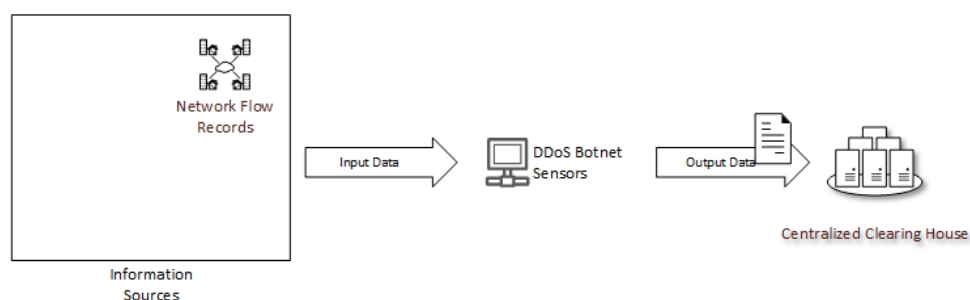 Network Flow
Records
Input Data
DDoS Botnet
Sensors
Output Data
Centralized Clearing House
Information
Sources